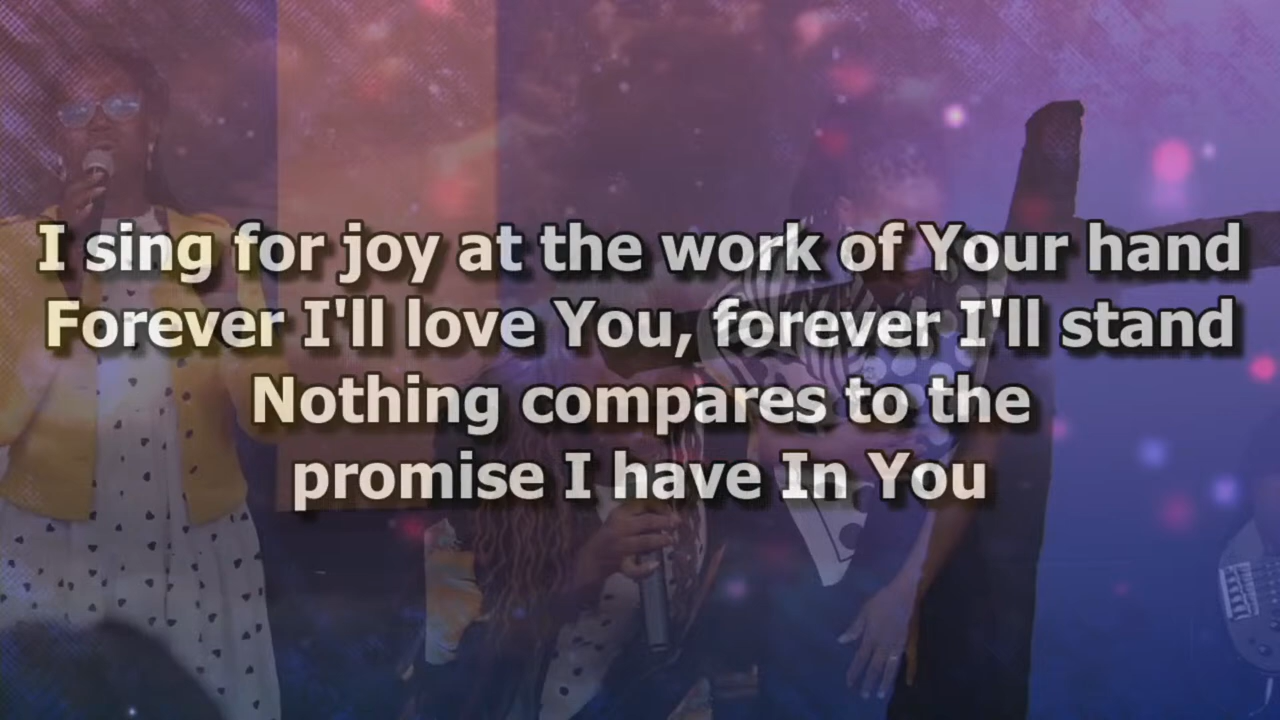 I sing for joy at the work of Your hand
Forever I'll love You, forever I'll stand
Nothing compares to the
promise I have In You